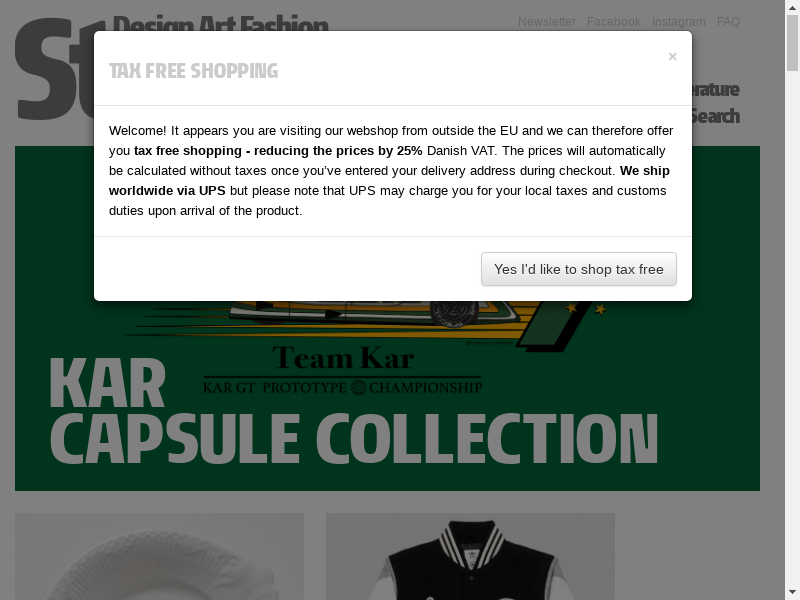 Design Art Fashion
Newsletter Facebook Instagram FAQ
St
×
TAX FREE SHOPPING
Search
Welcome! It appears you are visiting our webshop from outside the EU and we can therefore offer
you tax free shopping - reducing the prices by 25% Danish VAT. The prices will automatically
be calculated without taxes once you've entered your delivery address during checkout. We ship
worldwide via UPS but please note that UPS may charge you for your local taxes and customs
duties upon arrival of the product.
Yes I'd like to shop tax free
Team Kar
KAR GT PROTOTYPE CHAMPIONSHIP
KAR
CAPSULE COLLECTION